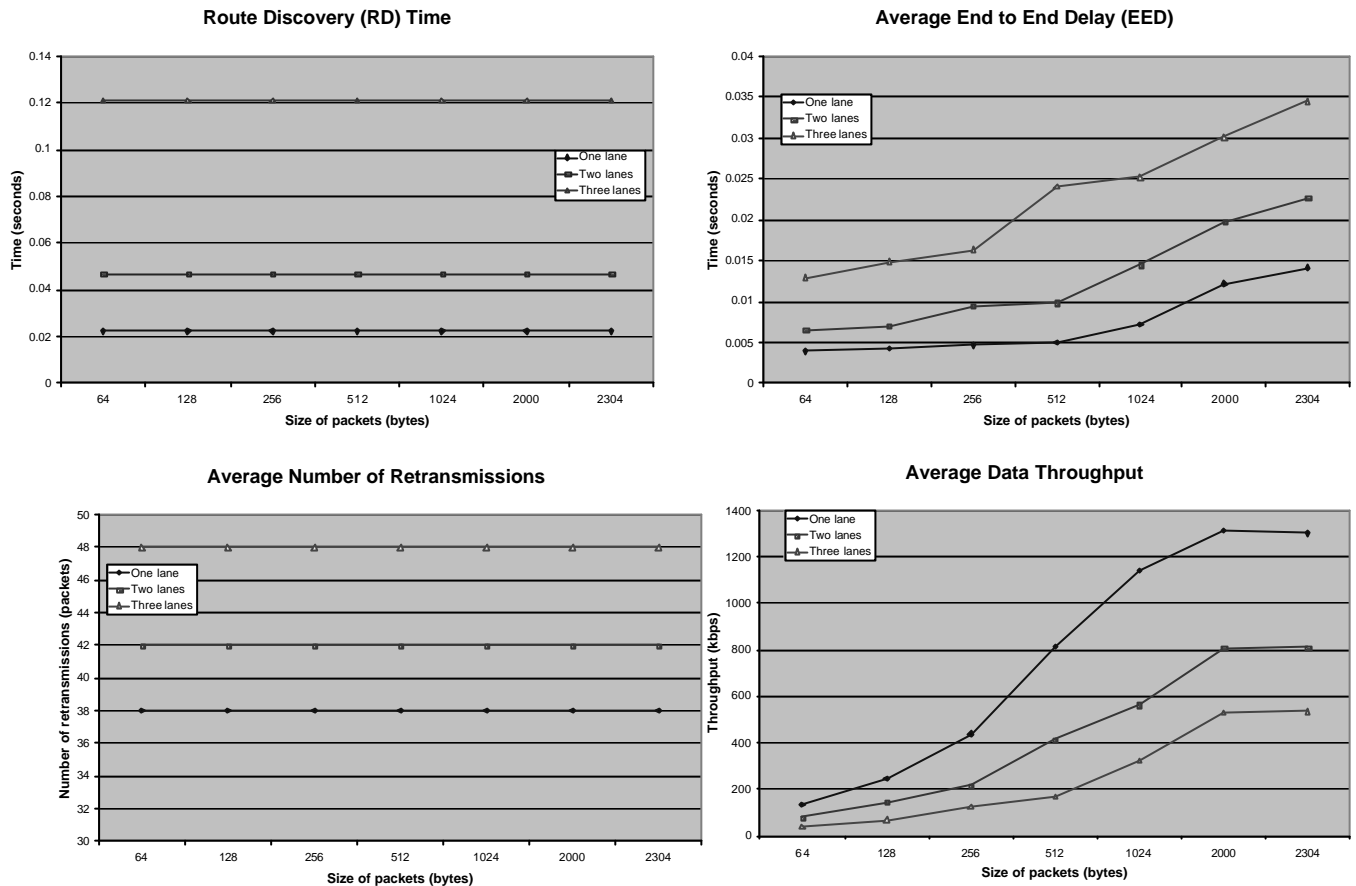 Route Discovery (RD) Time
0.14
0.12
0.1
0.08
0.06
0.04
0.02
0
Time (seconds)
One lane
Two lanes
Three lanes
64 128 256 512 1024 2000 2304
Size of packets (bytes)
Average End to End Delay (EED)
0.04
0.035
0.03
0.025
0.02
0.015
0.01
0.005
0
Time (seconds)
One lane
Two lanes
Three lanes
64 128 256 512 1024 2000 2304
Size of packets (bytes)
Average Number of Retransmissions
50
48
46
44
42
40
38
36
34
32
30
Number of retransmissions (packets)
One lane
Two lanes
Three lanes
64 128 256 512 1024 2000 2304
Size of packets (bytes)
Average Data Throughput
1400
1200
1000
800
600
400
200
0
Throughput (kbps)
One lane
Two lanes
Three lanes
64 128 256 512 1024 2000 2304
Size of packets (bytes)